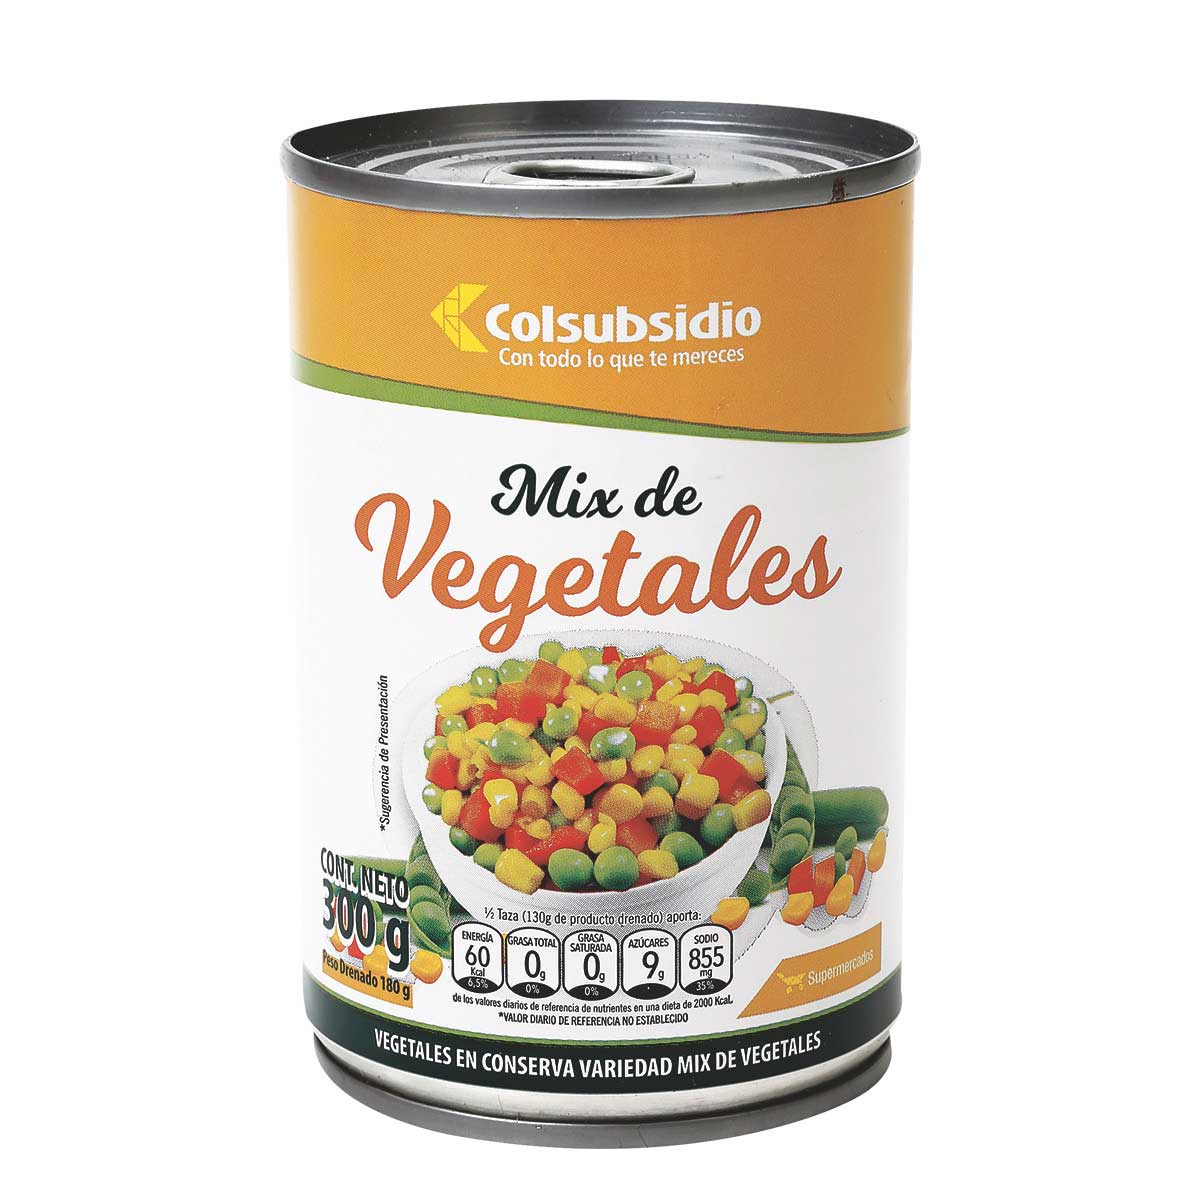 Colsubsidio
Con todo lo que te mereces
Mix de
Vegetales
*Sugerencia de Presentación
CONT. NETO
300 g
Peso Drenado 180 g
½ Taza (130g de producto drenado) aporta:
ENERGÍA
60
Kcal
6,5%
GRASA TOTAL
0g
0%
GRASA
SATURADA
0g
0%
AZÚCARES
9g
SODIO
855
mg
35%
de los valores diarios de referencia de nutrientes en una dieta de 2000 Kcal.
*VALOR DIARIO DE REFERENCIA NO ESTABLECIDO
Supermercados
VEGETALES EN CONSERVA VARIEDAD MIX DE VEGETALES